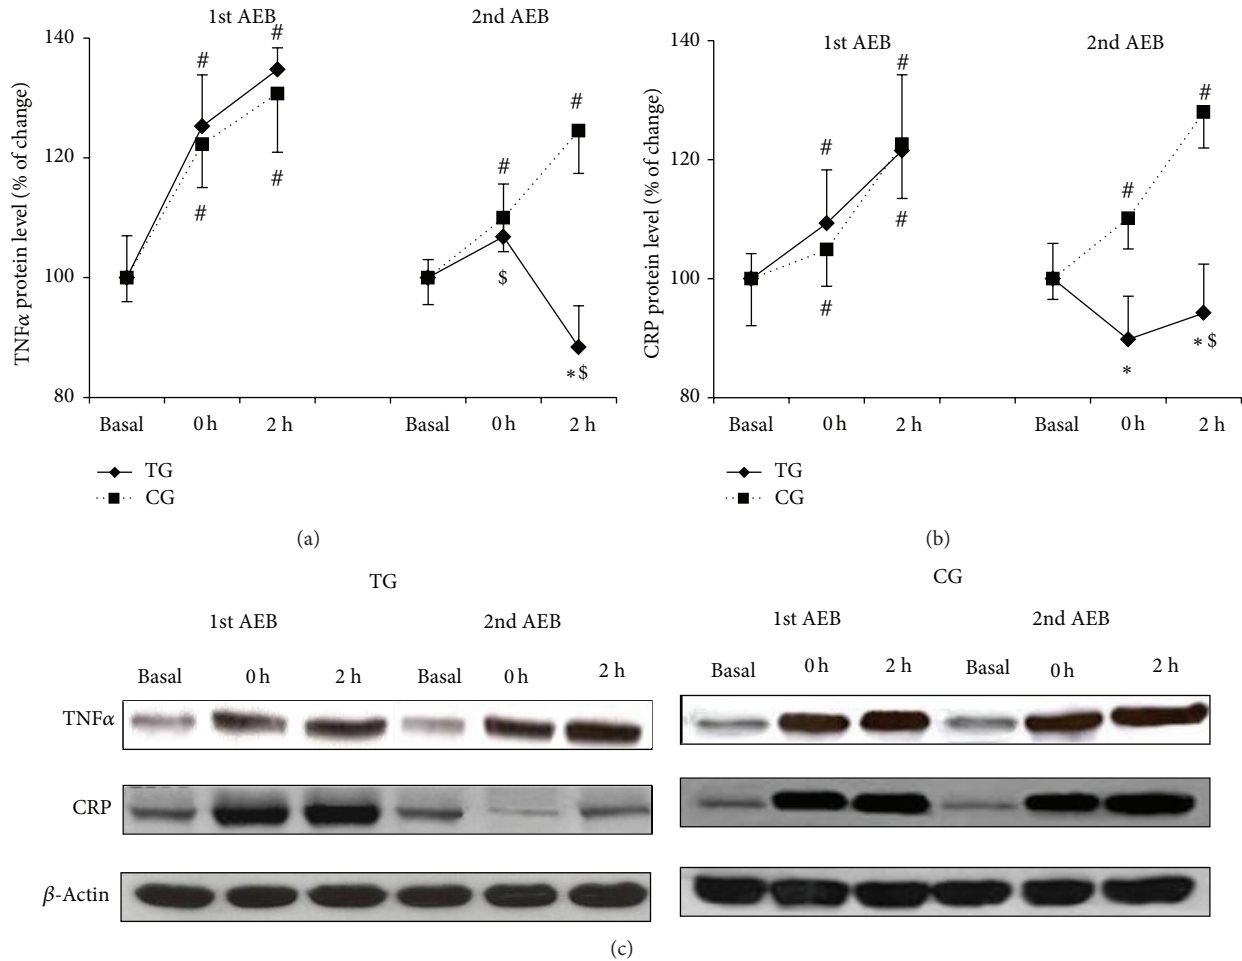 1st AEB
2nd AEB
#
#
#
#
#
#
$
*$
140
120
100
80
TNFα protein level (% of change)
Basal
0 h
2 h
Basal
0 h
2 h
TG
CG
(a)
1st AEB
2nd AEB
#
#
#
#
#
#
*
*$
140
120
100
80
CRP protein level (% of change)
Basal
0 h
2 h
Basal
0 h
2 h
TG
CG
(b)
TG
1st AEB
2nd AEB
Basal
0 h
2 h
Basal
0 h
2 h
CG
1st AEB
2nd AEB
Basal
0 h
2 h
Basal
0 h
2 h
TNFα
CRP
β-Actin
(c)